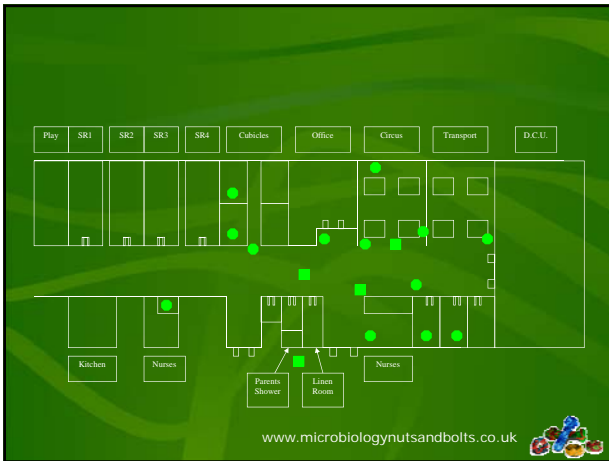 Play SR1 SR2 SR3 SR4 Cubicles Office Circus Transport D.C.U.
Kitchen Nurses Nurses
Parents
Shower
Linen
Room
www.microbiologynutsandbolts.co.uk